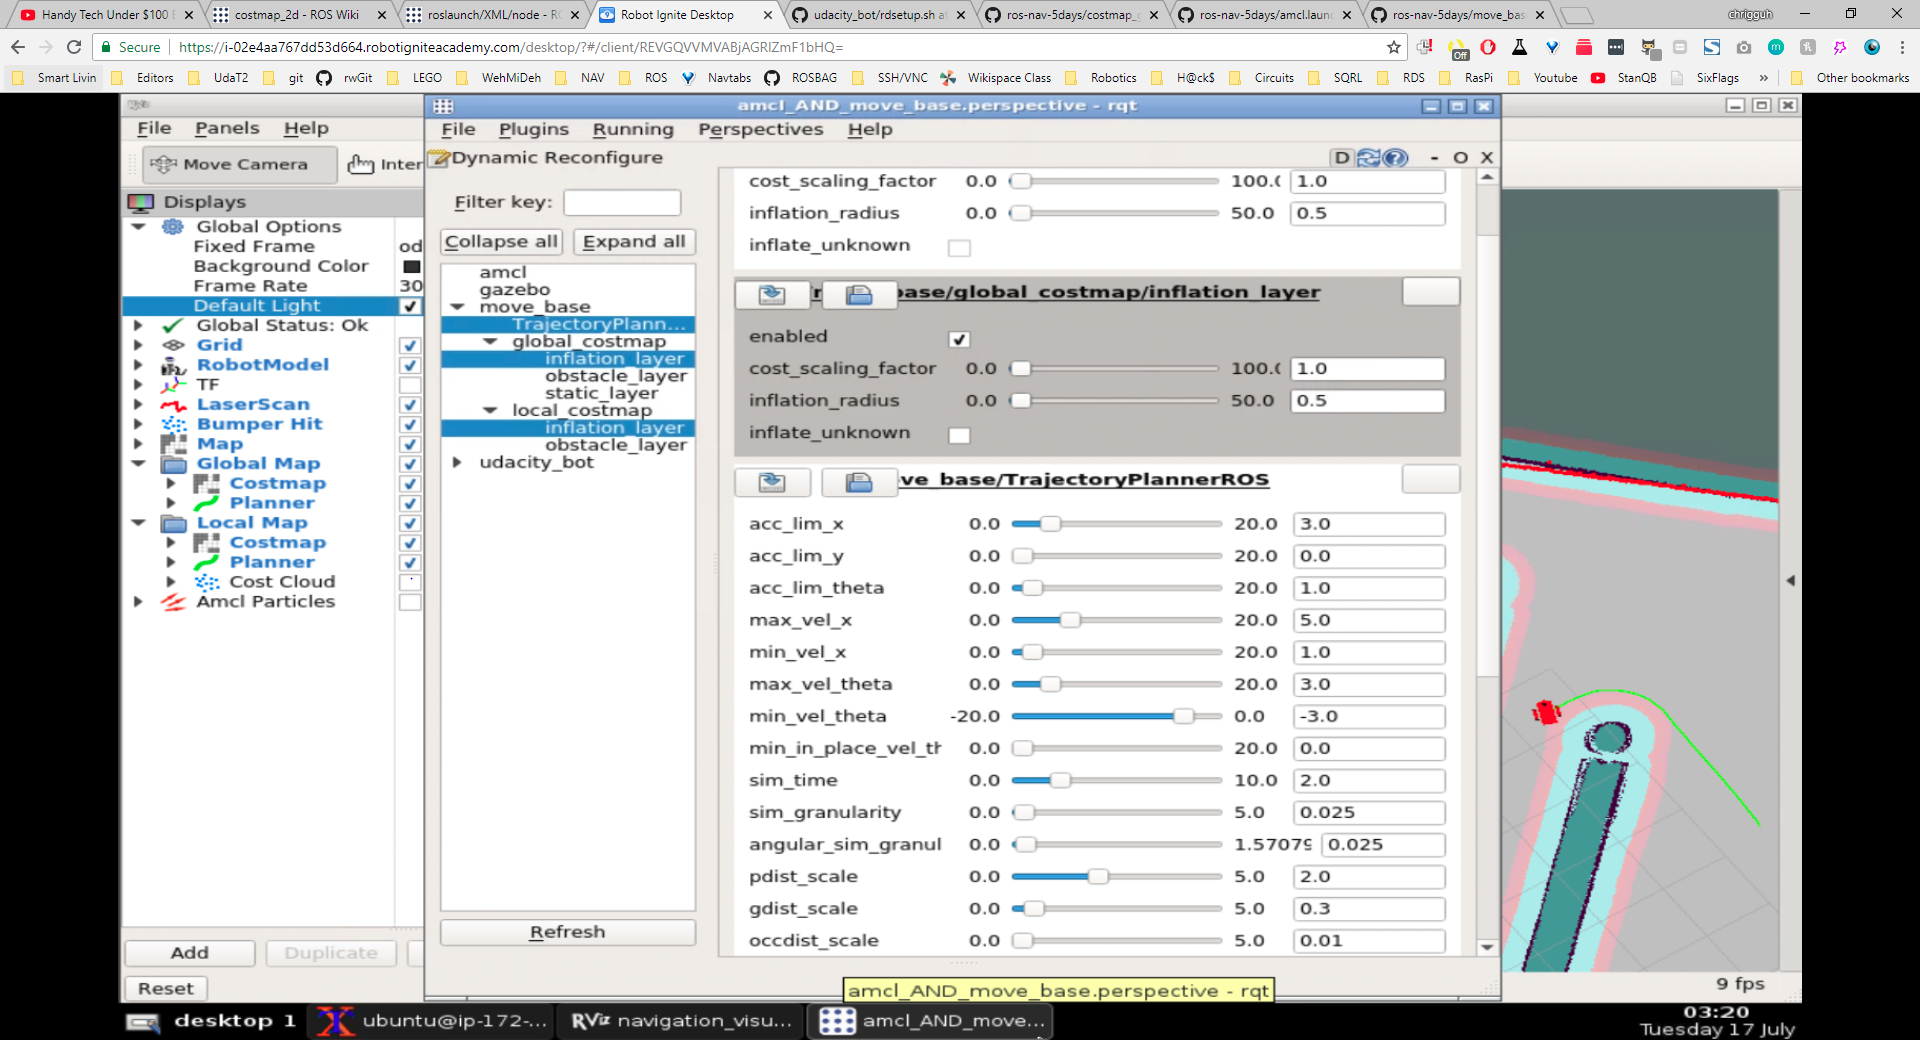 Handy Tech Under $100
costmap_2d - ROS Wiki
roslaunch/XML/node - RO
Robot Ignite Desktop
udacity_bot/rdsetup.sh at
ros-nav-5days/costmap_c
ros-nav-5days/amcl.laun
ros-nav-5days/move_bas
chrigguh
Secure
https://i-02e4aa767dd53d664.robotigniteacademy.com/desktop/?#/client/REVGQVVMVABjAGRlZmF1bHQ=
Off
Smart Livin
Editors
UdaT2
git
rwGit
LEGO
WehMiDeh
NAV
ROS
Navtabs
ROSBAG
SSH/VNC
Wikispace Class
Robotics
H@ck$
Circuits
SQRL
RDS
RasPi
Youtube
StanQB
SixFlags
»
Other bookmarks
amcl_AND_move_base.perspective - rqt
File Panels Help
File Plugins Running Perspectives Help
Move Camera
Inter
Dynamic Reconfigure
D
- O X
Displays
Global Options
Fixed Frame od
Background Color
Frame Rate 30
Default Light
Global Status: Ok
Grid
RobotModel
TF
LaserScan
Bumper Hit
Map
Global Map
Costmap
Planner
Local Map
Costmap
Planner
Cost Cloud
Amcl Particles
Add
Duplicate
Reset
Filter key:
Collapse all
Expand all
amcl
gazebo
move_base
TrajectoryPlann...
global_costmap
inflation_layer
obstacle_layer
static_layer
local_costmap
inflation_layer
obstacle_layer
udacity_bot
Refresh
cost_scaling_factor 0.0 100.( 1.0
inflation_radius 0.0 50.0 0.5
inflate_unknown
ase/global_costmap/inflation_layer
enabled
cost_scaling_factor 0.0 100.( 1.0
inflation_radius 0.0 50.0 0.5
inflate_unknown
ve_base/TrajectoryPlannerROS
acc_lim_x 0.0 20.0 3.0
acc_lim_y 0.0 20.0 0.0
acc_lim_theta 0.0 20.0 1.0
max_vel_x 0.0 20.0 5.0
min_vel_x 0.0 20.0 1.0
max_vel_theta 0.0 20.0 3.0
min_vel_theta -20.0 0.0 -3.0
min_in_place_vel_th 0.0 20.0 0.0
sim_time 0.0 10.0 2.0
sim_granularity 0.0 5.0 0.025
angular_sim_granul 0.0 1.5707 0.025
pdist_scale 0.0 5.0 2.0
gdist_scale 0.0 5.0 0.3
occdist_scale 0.0 5.0 0.01
9 fps
amcl_AND_move_base.perspective - rqt
desktop 1
ubuntu@ip-172-...
RViz navigation_visu...
amcl_AND_move...
03:20
Tuesday 17 July